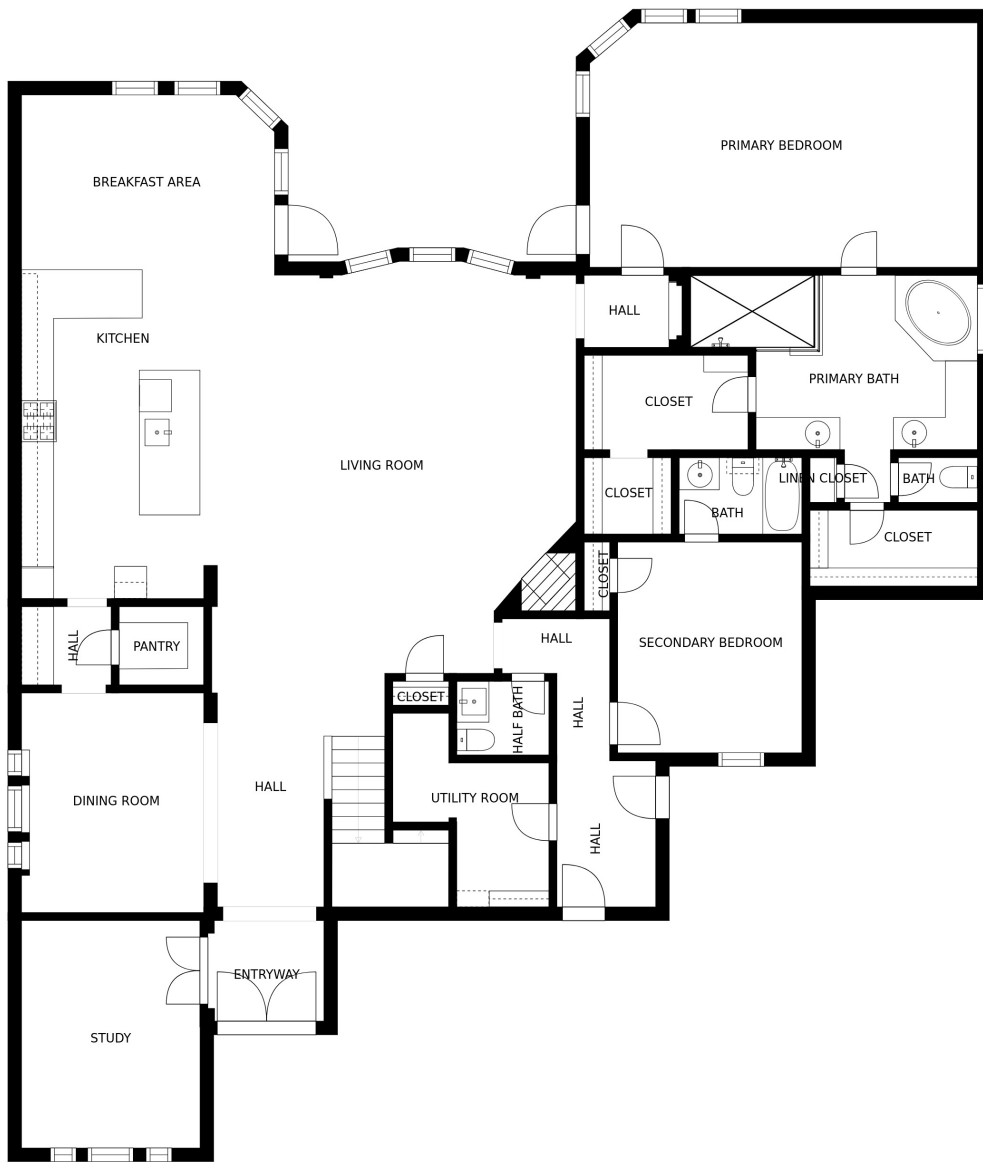 PRIMARY BEDROOM
BREAKFAST AREA
HALL
KITCHEN
PRIMARY BATH
CLOSET
LIVING ROOM
LINEN CLOSET
BATH
CLOSET
BATH
CLOSET
CLOSET
HALL
SECONDARY BEDROOM
HALL
PANTRY
CLOSET
HALF BATH
HALL
HALL
UTILITY ROOM
DINING ROOM
HALL
ENTRYWAY
STUDY